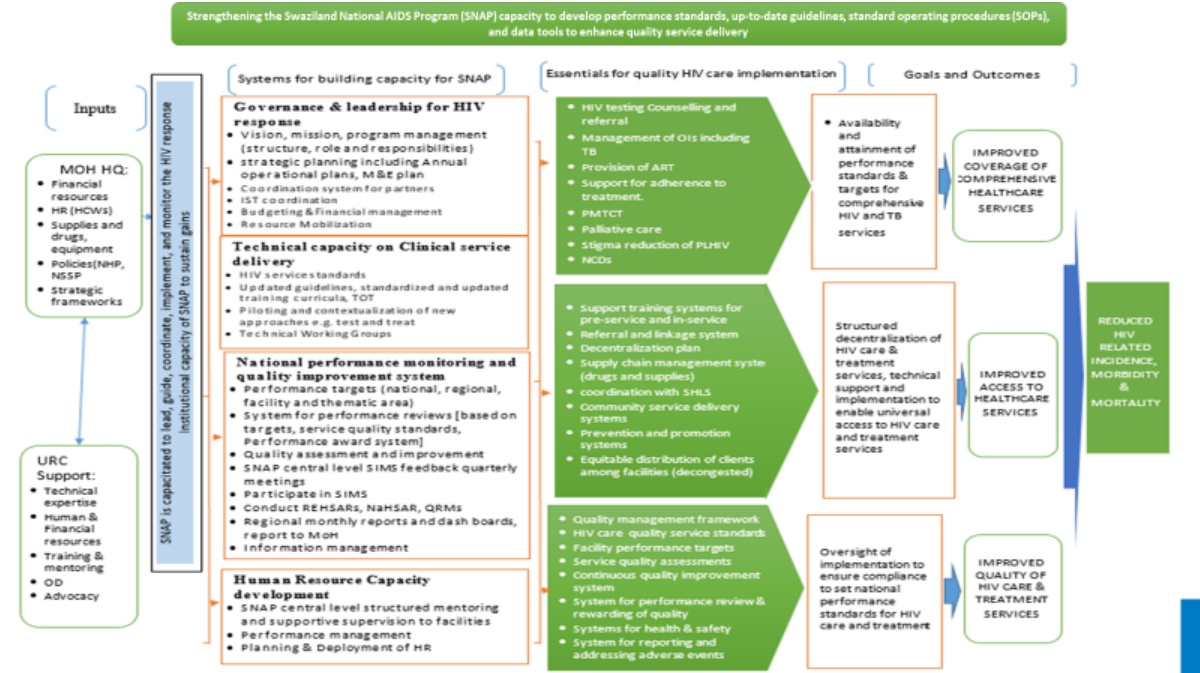 Strengthening the Swaziland National AIDS Program (SNAP) capacity to develop performance standards, up-to-date guidelines, standard operating procedures (SOPs),
and data tools to enhance quality service delivery
Inputs
MOH HQ:
• Financial
resources
• HR (HCWs)
• Supplies and
drugs,
equipment
• Policies(NHP,
NSSP
• Strategic
frameworks
URC
Support:
• Technical
expertise
• Human &
Financial
resources
• Training &
mentoring
• OD
• Advocacy
SNAP is capacitated to lead, guide, coordinate, implement, and monitor the HIV response
Institutional capacity of SNAP to sustain gains
Systems for building capacity for SNAP
Governance & leadership for HIV
response
• Vision, mission, program management
(structure, role and responsibilities)
• strategic planning including Annual
operational plans, M&E plan
• Coordination system for partners
• IST coordination
• Budgeting &Financial management
• Resource Mobilization
Technical capacity on Clinical service
delivery
• HIV service standards
• Updated guidelines, standardized and updated
training curricula, TOT
• Piloting and contextualization of new
approaches e.g. test and treat
• Technical Working Groups
National performance monitoring and
quality improvement system
• Performance targets (national, regional,
facility and thematic area)
• System for performance reviews [based on
targets, service quality standards,
Performance award system]
• Quality assessment and improvement
• SNAP central level SIMS feedback quarterly
meetings
• Participate in SIMS
• Conduct REHSARs, NaHSAR, QRMs
• Regional monthly reports and dash boards,
report to MoH
• Information management
Human Resource Capacity
development
• SNAP central level structured mentoring
and supportive supervision to facilities
• Performance management
• Planning & Deployment of HR
Essentials for quality HIV care implementation
• HIV testing Counselling and
referral
• Management of OIs including
TB
• Provision of ART
• Support for adherence to
treatment.
• PMTCT
• Palliative care
• Stigma reduction of PLHIV
• NCDs
• Support training systems for
pre-service and in-service
• Referral and linkage system
• Decentralization plan
• Supply chain management syste
(drugs and supplies)
• coordination with SHLS
• Community service delivery
systems
• Prevention and promotion
systems
• Equitable distribution of clients
among facilities (decongested)
• Quality management framework
• HIV care quality service standards
• Facility performance targets
• Service quality assessments
• Continuous quality improvement
system
• System for performance review &
rewarding of quality
• Systems for health & safety
• System for reporting and
addressing adverse events
Goals and Outcomes
• Availability
and
attainment of
performance
standards &
targets for
comprehensive
HIV and TB
services
IMPROVED
COVERAGE OF
COMPREHENSIVE
HEALTHCARE
SERVICES
Structured
decentralization of
HIV care &
treatment
services, technical
support and
implementation to
enable universal
access to HIV care
and treatment
services
IMPROVED
ACCESS TO
HEALTHCARE
SERVICES
Oversight of
implementation to
ensure compliance
to set national
performance
standards for HIV
care and treatment
IMPROVED
QUALITY OF
HIV CARE &
TREATMENT
SERVICES
REDUCED
HIV
RELATED
INCIDENCE,
MORBIDITY
&
MORTALITY